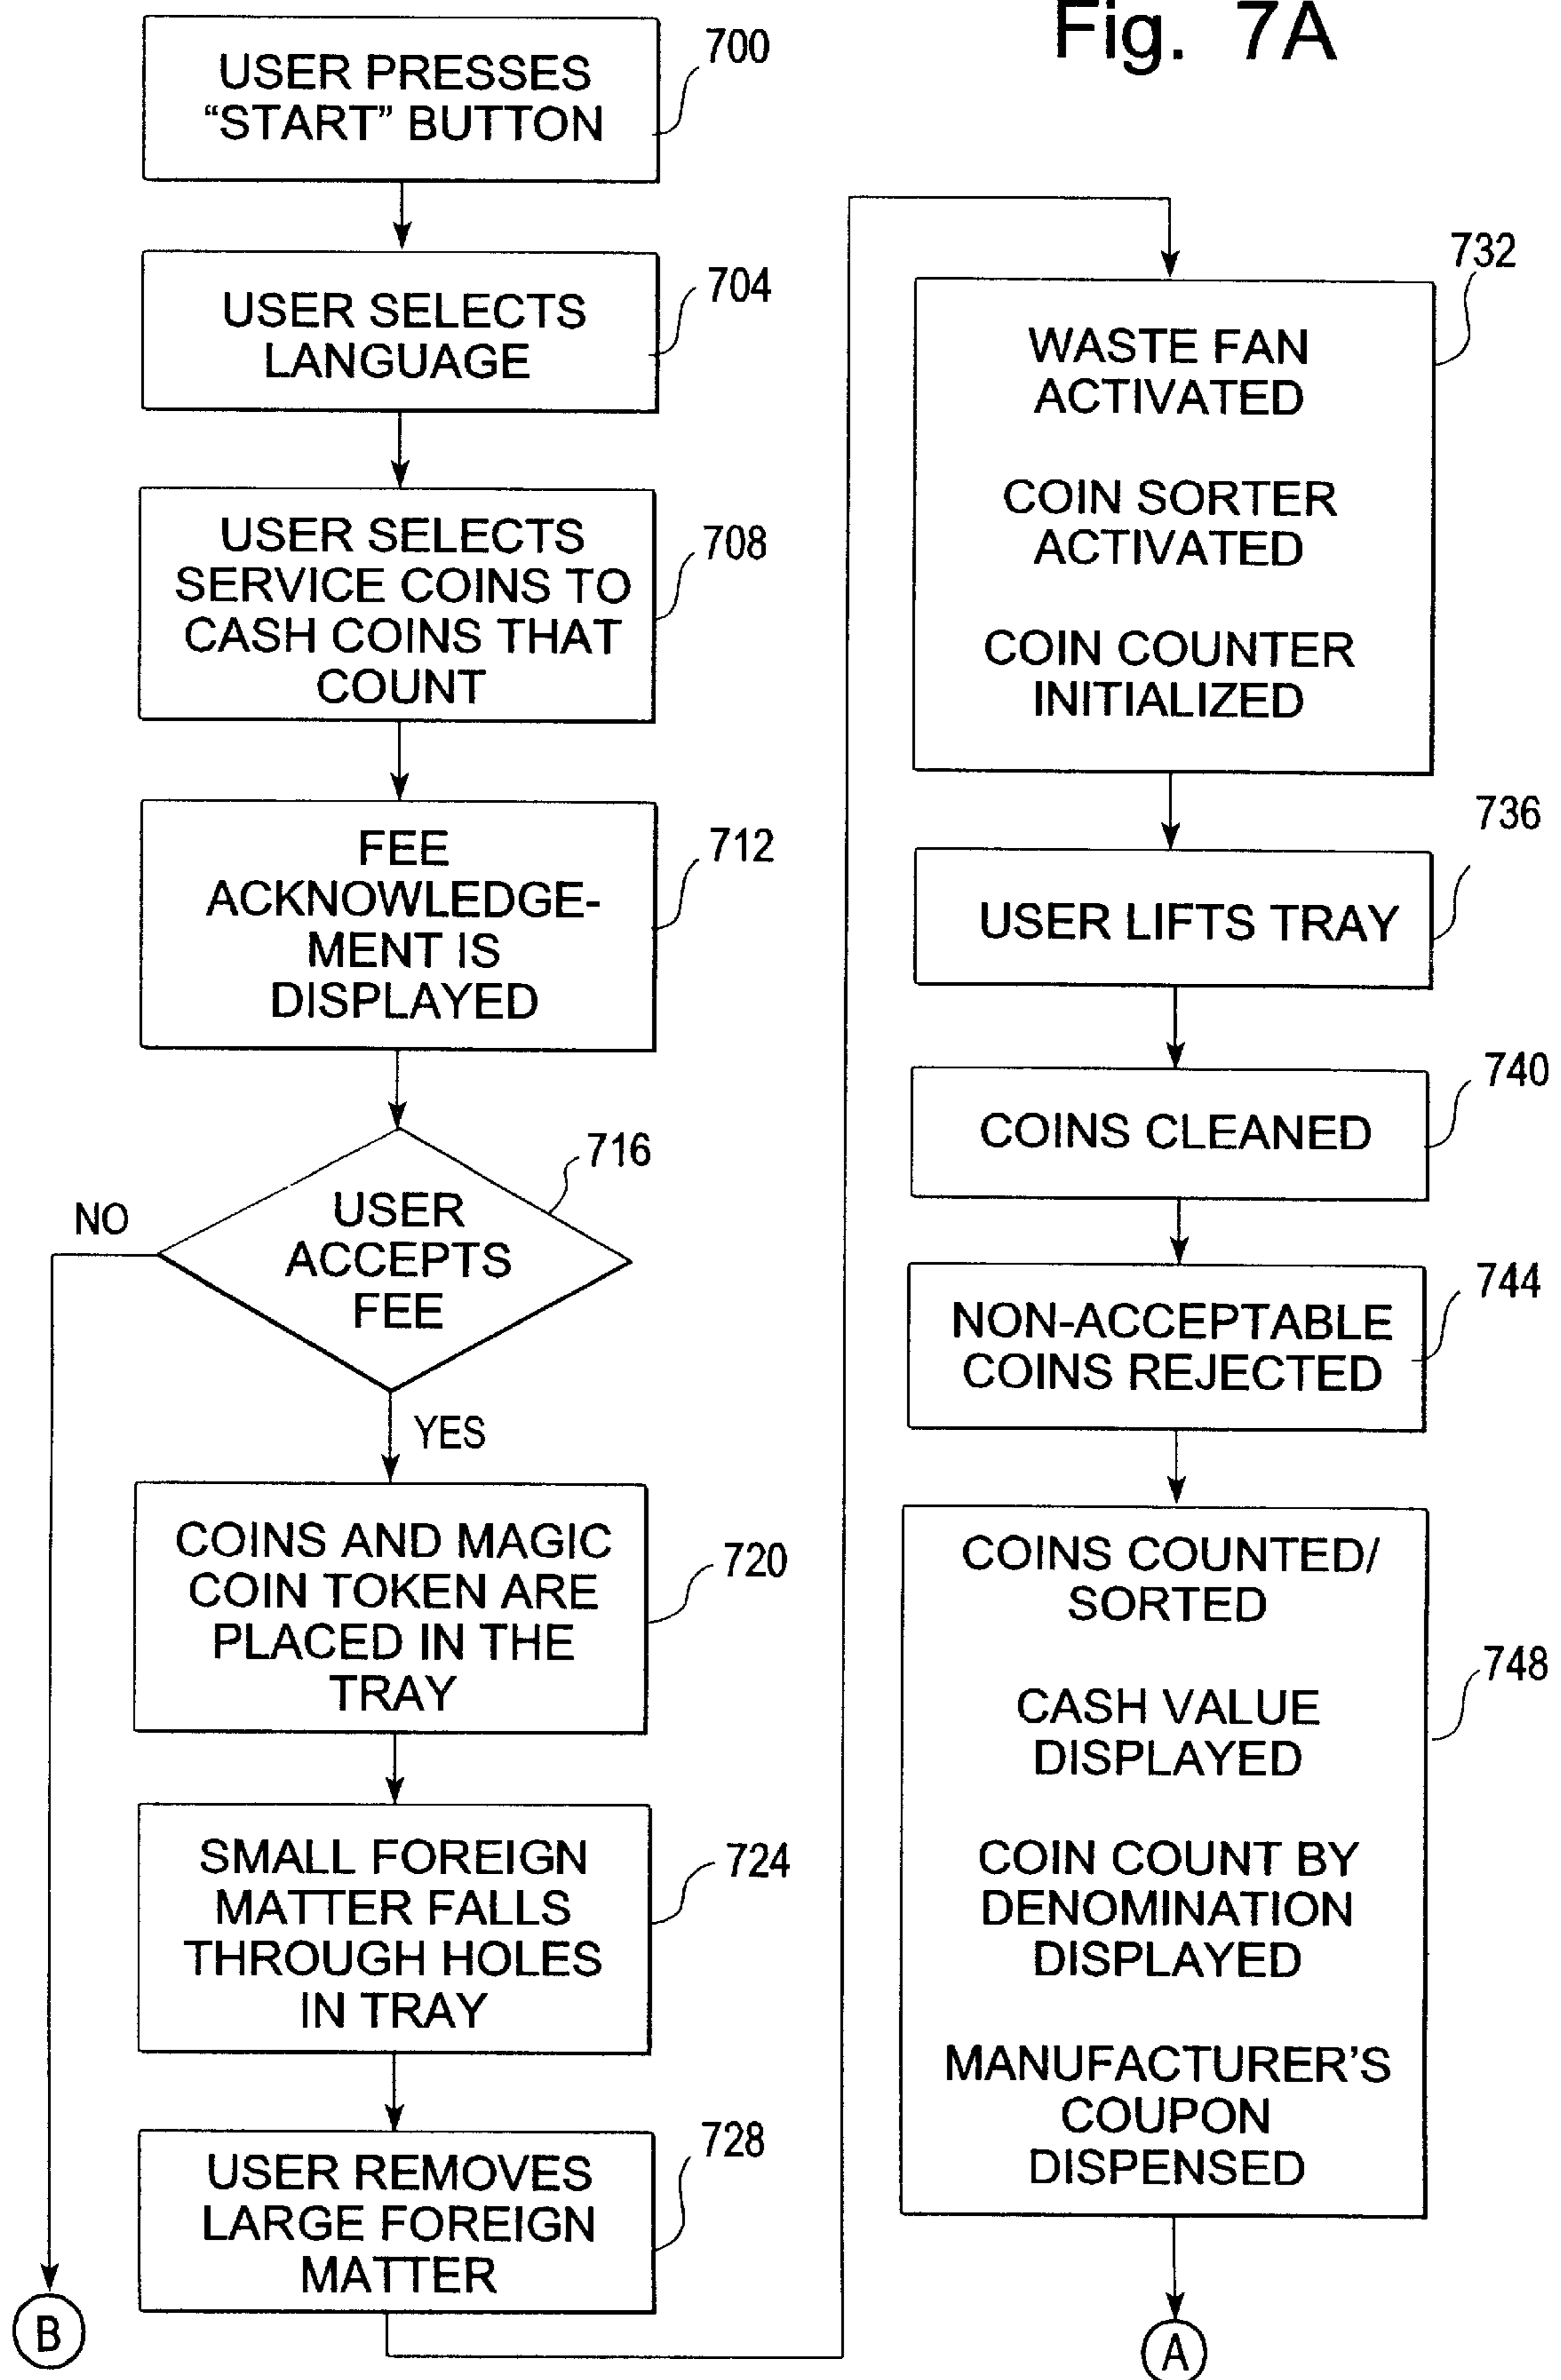 Fig. 7A
USER PRESSES
“START” BUTTON
700
USER SELECTS
LANGUAGE
704
USER SELECTS
SERVICE COINS TO
CASH COINS THAT
COUNT
708
FEE
ACKNOWLEDGE-
MENT IS
DISPLAYED
712
USER
ACCEPTS
FEE
716
NO
YES
COINS AND MAGIC
COIN TOKEN ARE
PLACED IN THE
TRAY
720
SMALL FOREIGN
MATTER FALLS
THROUGH HOLES
IN TRAY
724
USER REMOVES
LARGE FOREIGN
MATTER
728
B
WASTE FAN
ACTIVATED
COIN SORTER
ACTIVATED
COIN COUNTER
INITIALIZED
732
USER LIFTS TRAY
736
COINS CLEANED
740
NON-ACCEPTABLE
COINS REJECTED
744
COINS COUNTED/
SORTED
CASH VALUE
DISPLAYED
COIN COUNT BY
DENOMINATION
DISPLAYED
MANUFACTURER’S
COUPON
DISPENSED
748
A